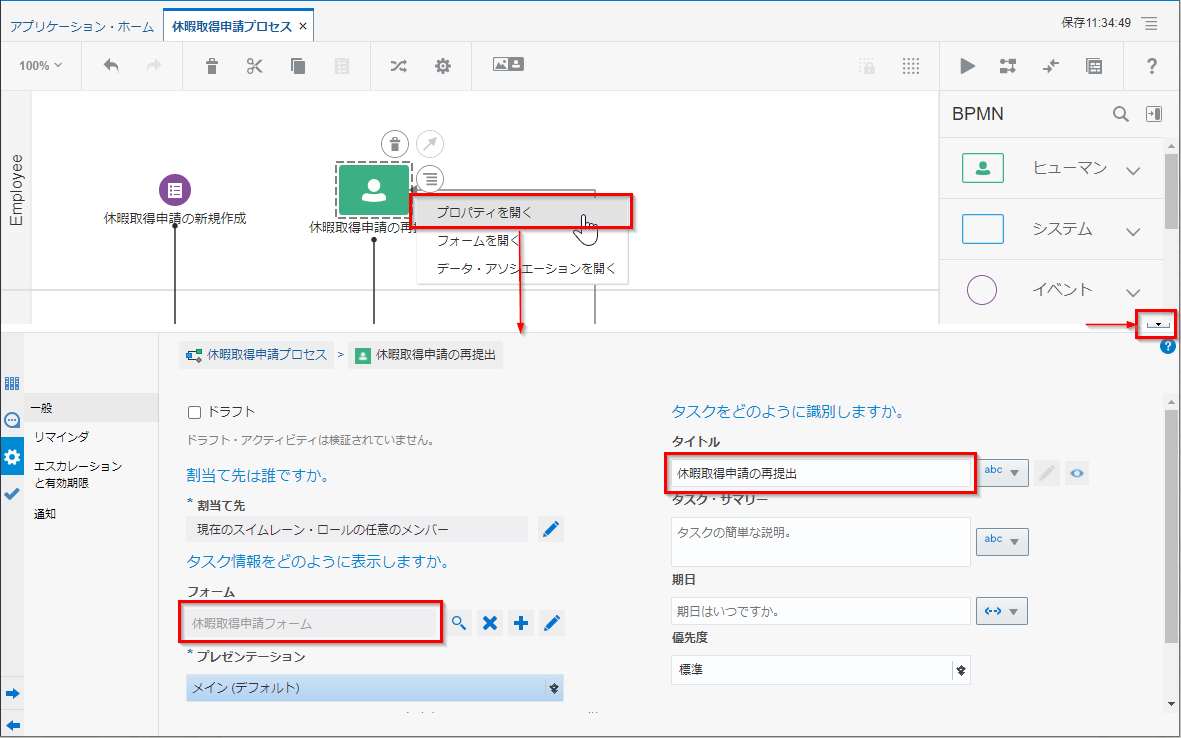 アプリケーション・ホーム
休暇取得申請プロセス ×
保存11:34:49
100%
?
Employee
BPMN
ヒューマン
システム
イベント
休暇取得申請の新規作成
休暇取得申請の再
プロパティを開く
フォームを開く
データ・アソシエーションを開く
?
休暇取得申請プロセス > 休暇取得申請の再提出
一般
リマインダ
エスカレーション
と有効期限
通知
ドラフト
ドラフト・アクティビティは検証されていません。
割当て先は誰ですか。
* 割当て先
現在のスイムレーン・ロールの任意のメンバー
タスク情報をどのように表示しますか。
フォーム
休暇取得申請フォーム
* プレゼンテーション
メイン (デフォルト)
タスクをどのように識別しますか。
タイトル
休暇取得申請の再提出
abc
タスク・サマリー
タスクの簡単な説明。
abc
期日
期日はいつですか。
優先度
標準